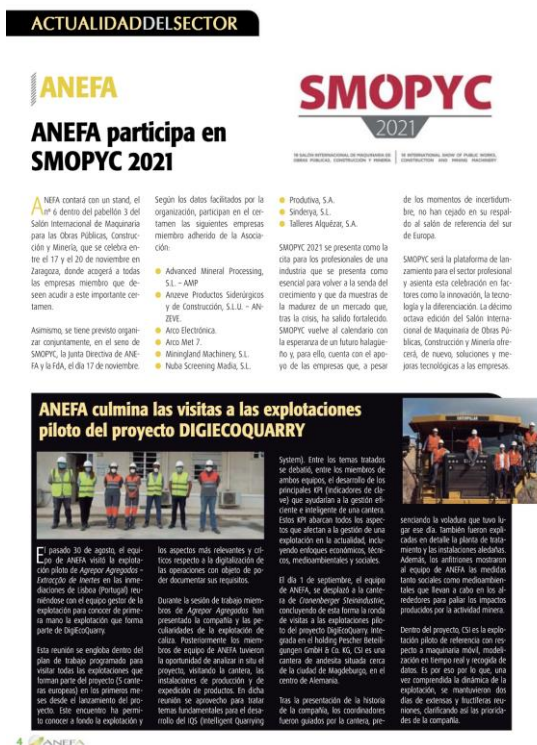 ACTUALIDADDELSECTOR
ANEFA
ANEFA participa en
SMOPYC 2021
SMOPYC
2021
18 SALÓN INTERNACIONAL DE MAQUINARIA DE
OBRAS PÚBLICAS, CONSTRUCCIÓN Y MINERÍA
18 INTERNATIONAL SHOW OF PUBLIC WORKS,
CONSTRUCTION AND MINING MACHINERY
ANEFA contará con un stand, el
nº 6 dentro del pabellón 3 del
Salón Internacional de Maquinaria
para las Obras Públicas, Construc-
ción y Minería, que se celebra en-
tre el 17 y el 20 de noviembre en
Zaragoza, donde acogerá a todas
las empresas miembro que de-
seen acudir a este importante cer-
tamen.
Asimismo, se tiene previsto organi-
zar conjuntamente, en el seno de
SMOPYC, la Junta Directiva de ANE-
FA y la FdA, el día 17 de noviembre.
Según los datos facilitados por la
organización, participan en el cer-
tamen las siguientes empresas
miembro adherido de la Asocia-
ción:
Advanced Mineral Processing,
S.L. – AMP
Anzeve Productos Siderúrgicos
y de Construcción, S.L.U. – AN-
ZEVE.
Arco Electrónica.
Arco Met 7.
Miningland Machinery, S.L.
Nuba Screening Madia, S.L.
Produtiva, S.A.
Sinderya, S.L.
Talleres Alquézar, S.A.
SMOPYC 2021 se presenta como la
cita para los profesionales de una
industria que se presenta como
esencial para volver a la senda del
crecimiento y que da muestras de
la madurez de un mercado que,
tras la crisis, ha salido fortalecido.
SMOPYC vuelve al calendario con
la esperanza de un futuro halagüe-
ño y, para ello, cuenta con el apo-
yo de las empresas que, a pesar
de los momentos de incertidum-
bre, no han cejado en su respal-
do al salón de referencia del sur
de Europa.
SMOPYC será la plataforma de lan-
zamiento para el sector profesional
y asienta esta celebración en fac-
tores como la innovación, la tecno-
logía y la diferenciación. La décimo
octava edición del Salón Interna-
cional de Maquinaria de Obras Pú-
blicas, Construcción y Minería ofre-
cerá, de nuevo, soluciones y me-
joras tecnológicas a las empresas.
ANEFA culmina las visitas a las explotaciones
piloto del proyecto DIGIECOQUARRY
El pasado 30 de agosto, el equi-
po de ANEFA visitó la explota-
ción piloto de Agrepor Agregados –
Extracção de Inertes en las inme-
diaciones de Lisboa (Portugal) reu-
niéndose con el equipo gestor de la
explotación para conocer de prime-
ra mano la explotación que forma
parte de DigiEcoQuarry.
Esta reunión se engloba dentro del
plan de trabajo programado para
visitar todas las explotaciones que
forman parte del proyecto (5 cante-
ras europeas) en los primeros me-
ses desde el lanzamiento del pro-
yecto. Este encuentro ha permi-
to conocer a fondo la explotación y
los aspectos más relevantes y crí-
ticos respecto a la digitalización de
las operaciones con objeto de po-
der documentar sus requisitos.
Durante la sesión de trabajo miem-
bros de Agrepor Agregados han
presentado la compañía y las pe-
culiaridades de la explotación de
caliza. Posteriormente los miem-
bros de equipo de ANEFA tuvieron
la oportunidad de analizar in situ el
proyecto, visitando la cantera, las
instalaciones de producción y de
expedición de productos. En dicha
reunión se aprovecho para tratar
temas fundamentales para el desa-
rrollo del IQS (Intelligent Quarrying
System). Entre los temas tratados
se debatió, entre los miembros de
ambos equipos, el desarrollo de los
principales KPI (indicadores de cla-
ve) que ayudarían a la gestión efi-
ciente e inteligente de una cantera.
Estos KPI abarcan todos los aspec-
tos que afectan a la gestión de una
explotación en la actualidad, inclu-
yendo enfoques económicos, técni-
cos, medioambientales y sociales.
El día 1 de septiembre, el equipo
de ANEFA, se desplazó a la cante-
ra de Cronenberger Steinindustrie,
concluyendo de esta forma la ronda
de visitas a las explotaciones pilo-
to del proyecto DigiEcoQuarry. Inte-
grada en el holding Pescher Beteili-
gungen GmbH & Co. KG, CSI es una
cantera de andesita situada cerca
de la ciudad de Magdeburgo, en el
centro de Alemania.
Tras la presentación de la historia
de la compañía, los coordinadores
fueron guiados por la cantera, pre-
senciando la voladura que tuvo lu-
gar ese día. También fueron expli-
cadas en detalle la planta de trata-
miento y las instalaciones aledañas.
Además, los anfitriones mostraron
al equipo de ANEFA las medidas
tanto sociales como medioambien-
tales que llevan a cabo en los al-
rededores para paliar los impactos
producidos por la actividad minera.
Dentro del proyecto, CSI es la explo-
tación piloto de referencia con res-
pecto a maquinaria móvil, modeli-
zación en tiempo real y recogida de
datos. Es por eso por lo que, una
vez comprendida la dinámica de la
explotación, se mantuvieron dos
días de extensas y fructíferas reu-
niones, clarificando así las priorida-
des de la compañía.
CATERPILLAR
4 ANEFA